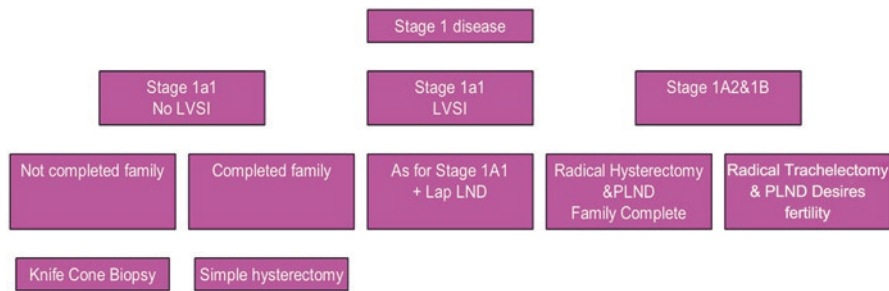 Stage 1 disease
Stage 1a1
No LVSI
Stage 1a1
LVSI
Stage 1A2&1B
Not completed family
Completed family
As for Stage 1A1
+ Lap LND
Radical Hysterectomy
&PLND
Family Complete
Radical Trachelectomy
& PLND Desires
fertility
Knife Cone Biopsy
Simple hysterectomy